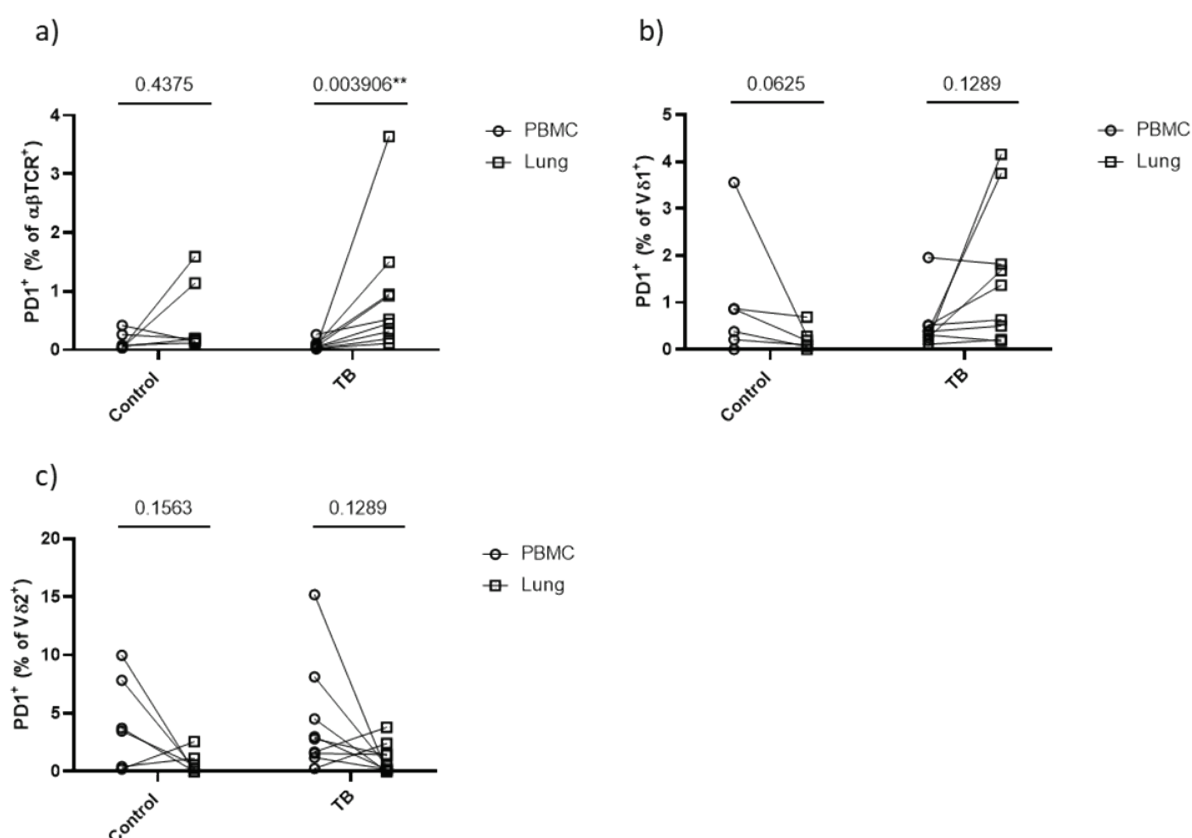 a)
0.4375 0.003906**
PD1+ (% of αβTCR+)
4
3
2
1
0
Control TB
PBMC
Lung
b)
0.0625 0.1289
PD1+ (% of Vδ1+)
5
4
3
2
1
0
Control TB
PBMC
Lung
c)
0.1563 0.1289
PD1+ (% of Vδ2+)
20
15
10
5
0
Control TB
PBMC
Lung